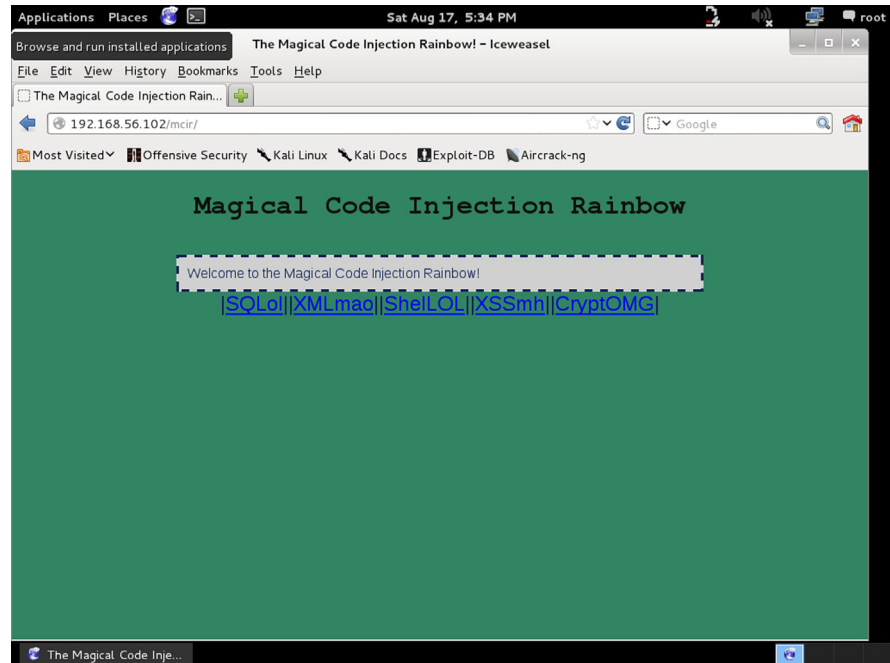 Applications Places Sat Aug 17, 5:34 PM root
Browse and run installed applications The Magical Code Injection Rainbow! - Iceweasel
File Edit View History Bookmarks Tools Help
The Magical Code Injection Rain...
192.168.56.102/mcir/ Google
Most Visited Offensive Security Kali Linux Kali Docs Exploit-DB Aircrack-ng
Magical Code Injection Rainbow
Welcome to the Magical Code Injection Rainbow!
|SQLol||XMLmao||ShelLOL||XSSmh||CryptOMG|
The Magical Code Inje...